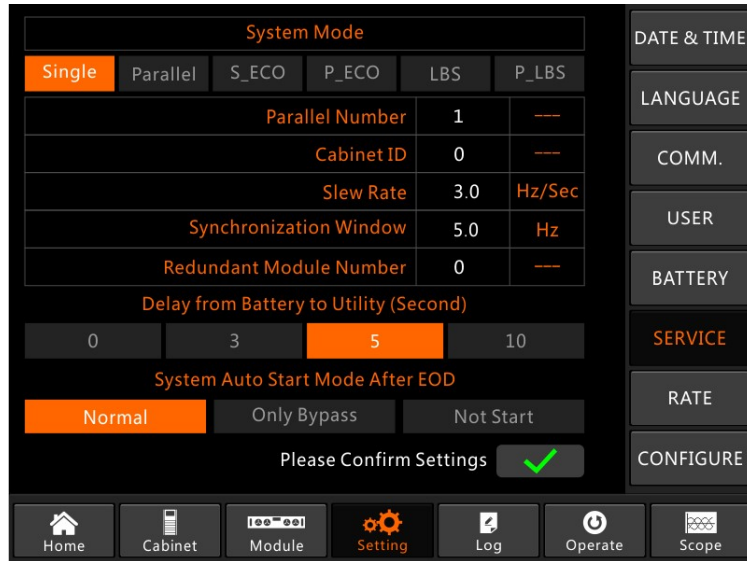 System Mode
Single Parallel S_ECO P_ECO LBS P_LBS
Parallel Number 1 ---
Cabinet ID 0 ---
Slew Rate 3.0 Hz/Sec
Synchronization Window 5.0 Hz
Redundant Module Number 0 ---
Delay from Battery to Utility (Second)
0 3 5 10
System Auto Start Mode After EOD
Normal Only Bypass Not Start
Please Confirm Settings
DATE & TIME
LANGUAGE
COMM.
USER
BATTERY
SERVICE
RATE
CONFIGURE
Home Cabinet Module Setting Log Operate Scope